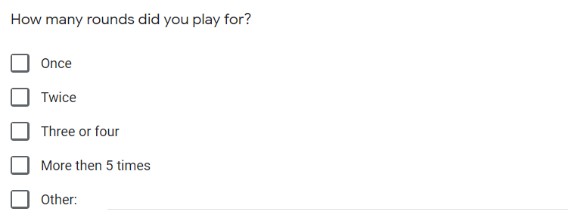 How many rounds did you play for?
Once
Twice
Three or four
More then 5 times
Other: